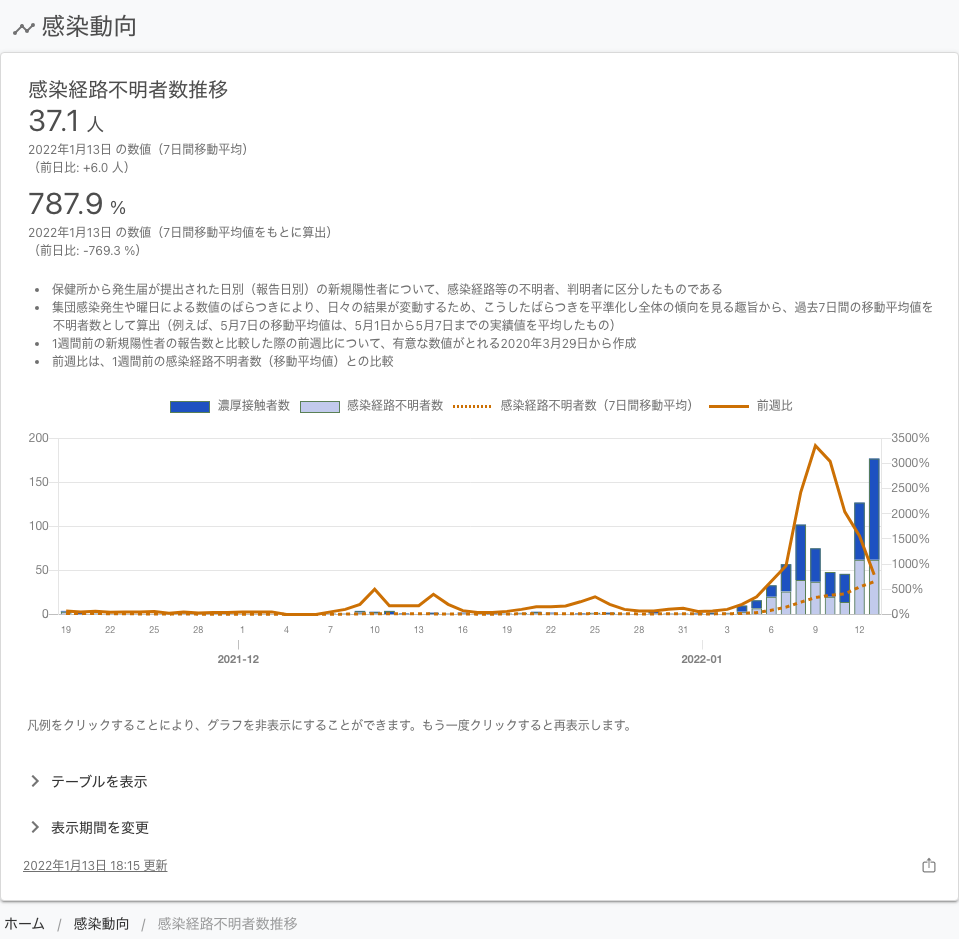 感染動向
感染経路不明者数推移
37.1 人
2022年1月13日 の数値（7日間移動平均）
（前日比: +6.0 人）
787.9 %
2022年1月13日 の数値（7日間移動平均値をもとに算出）
（前日比: -769.3 %）
• 保健所から発生届が提出された日別（報告日別）の新規陽性者について、感染経路等の不明者、判明者に区分したものである
• 集団感染発生や曜日による数値のばらつきにより、日々の結果が変動するため、こうしたばらつきを平準化し全体の傾向を見る趣旨から、過去7日間の移動平均値を
不明者数として算出（例えば、5月7日の移動平均値は、5月1日から5月7日までの実績値を平均したもの）
• 1週間前の新規陽性者の報告数と比較した際の前週比について、有意な数値がとれる2020年3月29日から作成
• 前週比は、1週間前の感染経路不明者数（移動平均値）との比較
濃厚接触者数 感染経路不明者数 感染経路不明者数（7日間移動平均） 前週比
200 3500%
3000%
150 2500%
2000%
100 1500%
1000%
50 500%
0 0%
19 22 25 28 1 4 7 10 13 16 19 22 25 28 31 3 6 9 12
2021-12 2022-01
凡例をクリックすることにより、グラフを非表示にすることができます。もう一度クリックすると再表示します。
テーブルを表示
表示期間を変更
2022年1月13日 18:15 更新
ホーム / 感染動向 / 感染経路不明者数推移